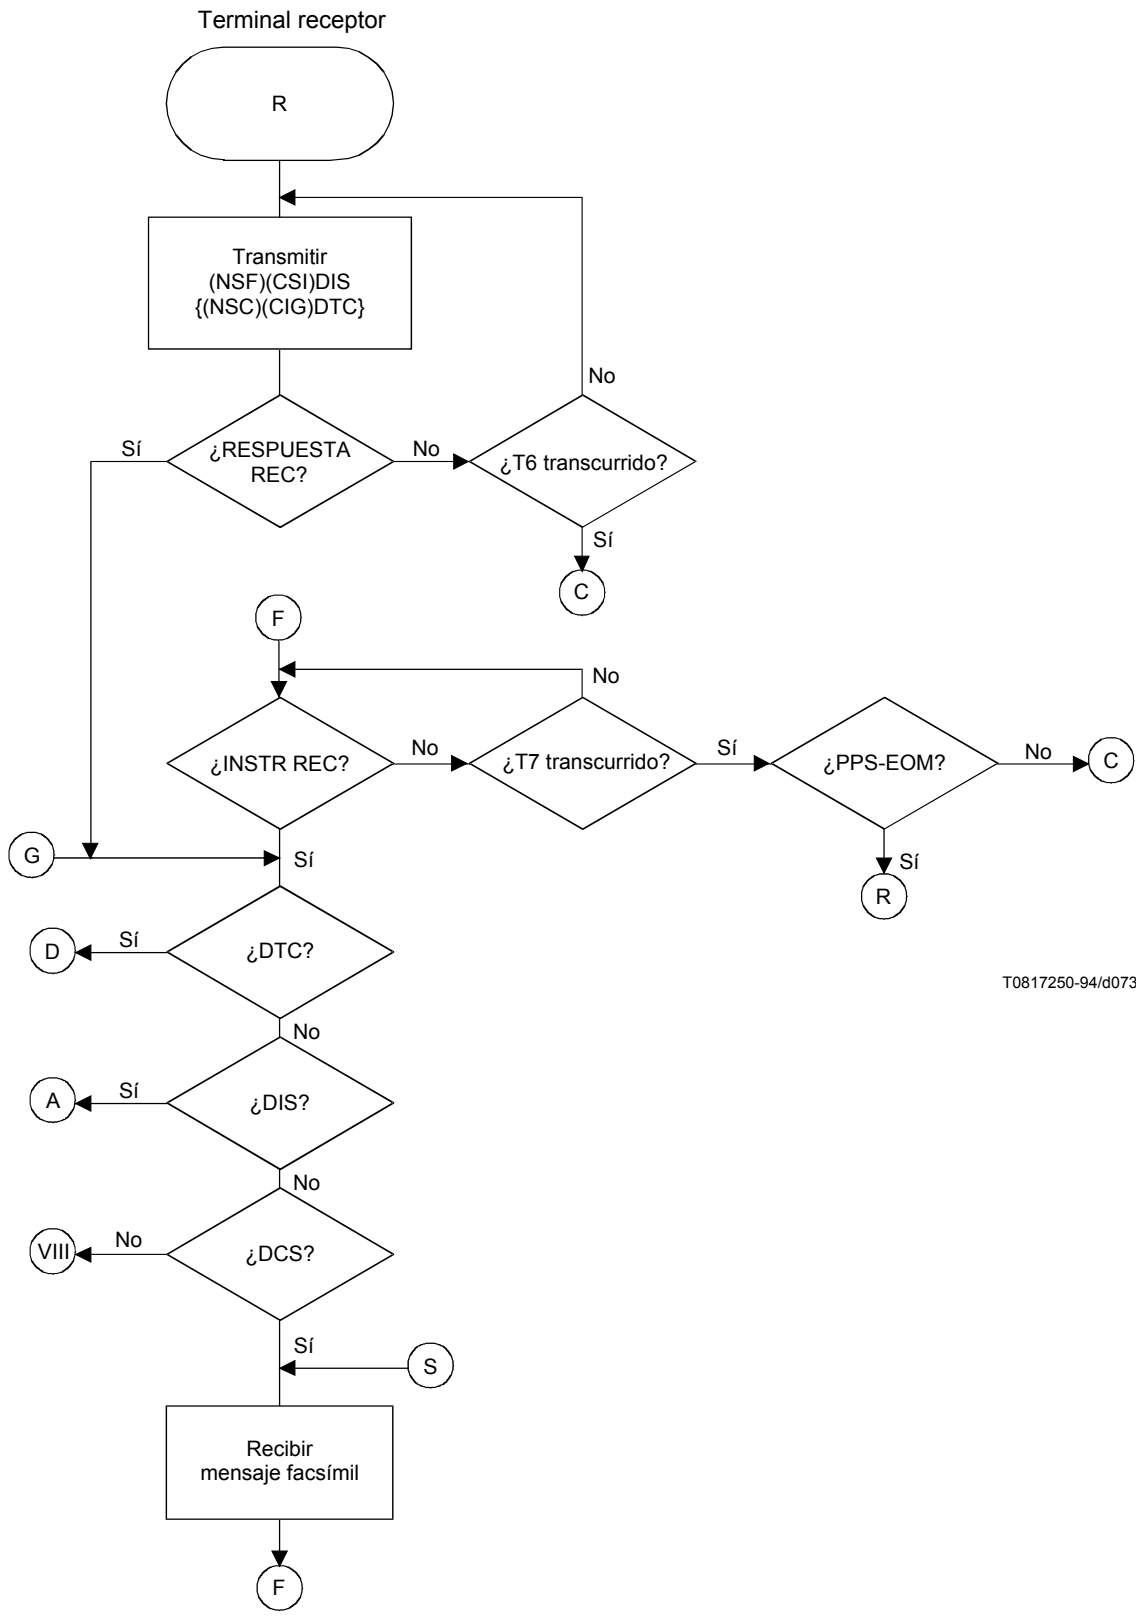 Terminal receptor
R
Transmitir
(NSF)(CSI)DIS
{(NSC)(CIG)DTC}
No
Sí
¿RESPUESTA
REC?
No
¿T6 transcurrido?
Sí
C
F
No
¿INSTR REC?
No
¿T7 transcurrido?
Sí
¿PPS-EOM?
No
C
G
Sí
Sí
R
D
Sí
¿DTC?
T0817250-94/d073
No
A
Sí
¿DIS?
No
VIII
No
¿DCS?
Sí
S
Recibir
mensaje facsímil
F